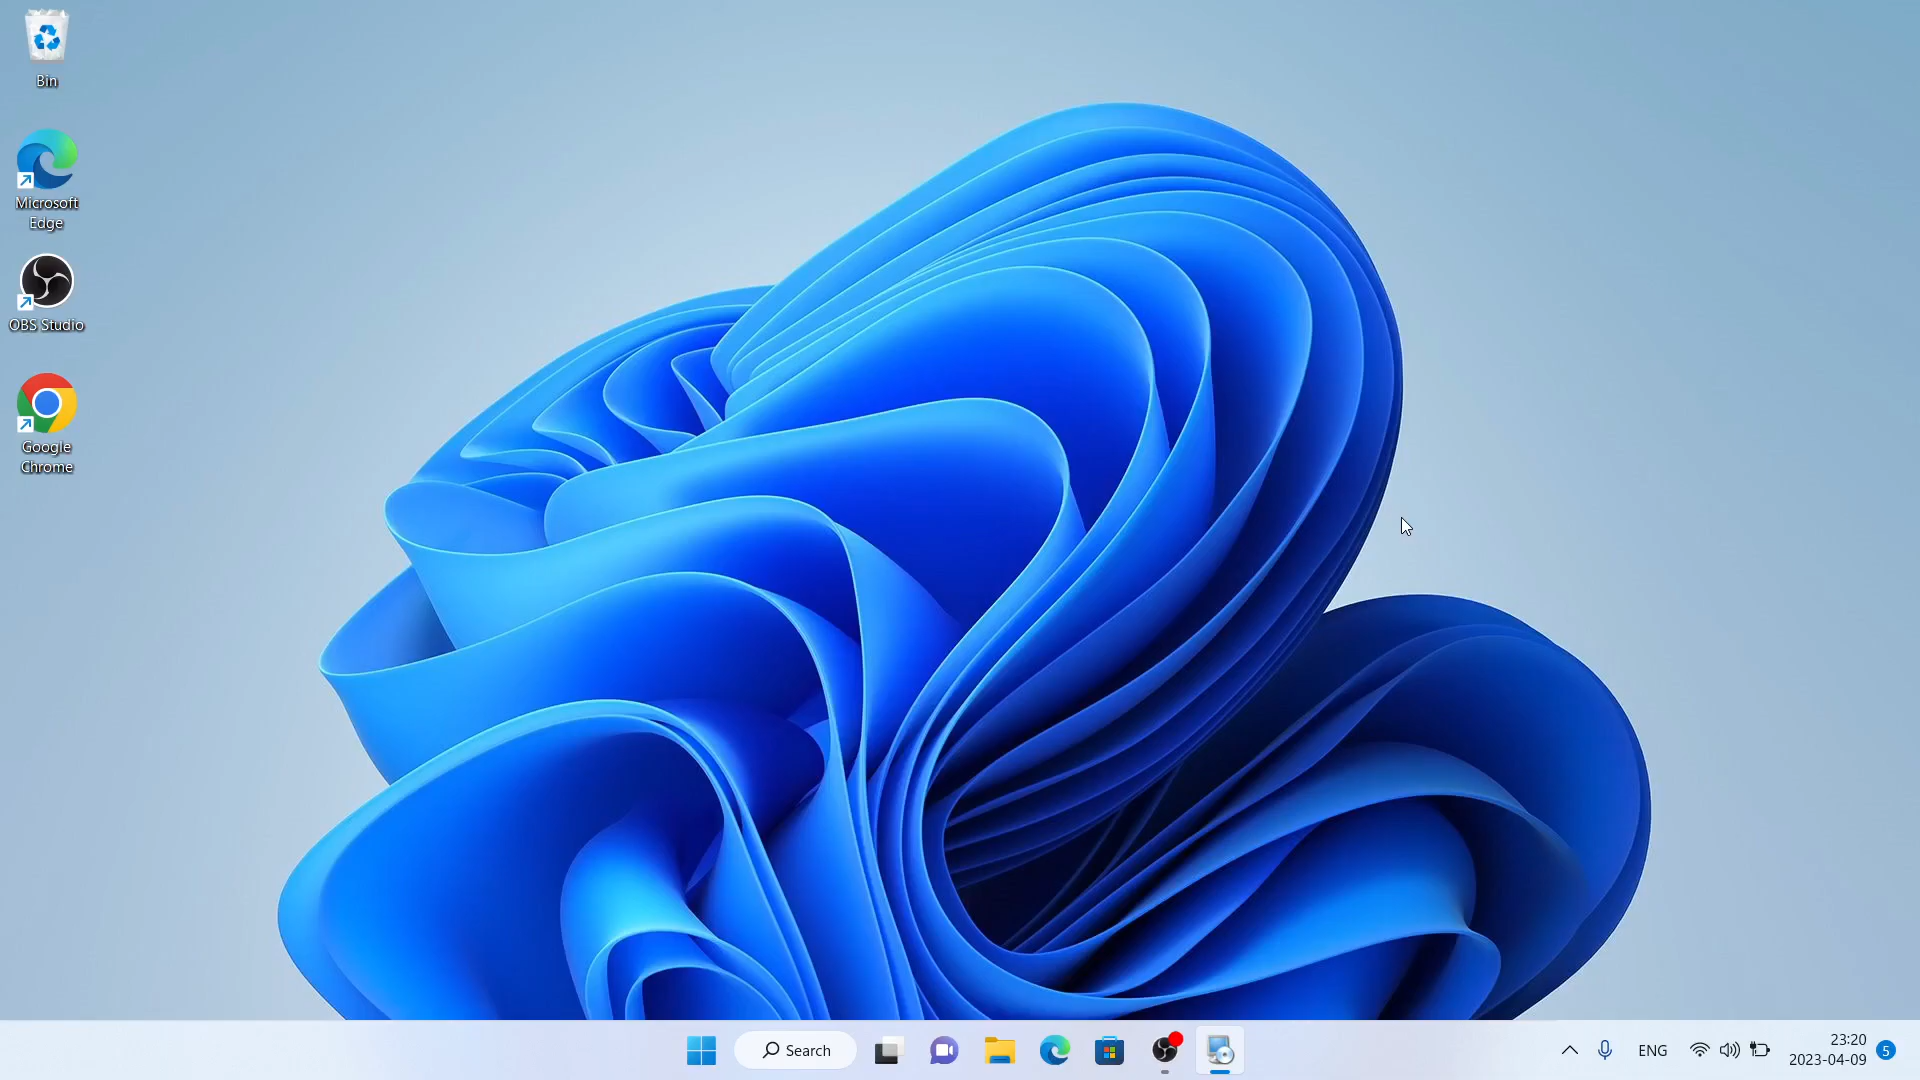 Bin
Microsoft
Edge
OBS Studio
Google
Chrome
Search
ENG
23:20
2023-04-09
5